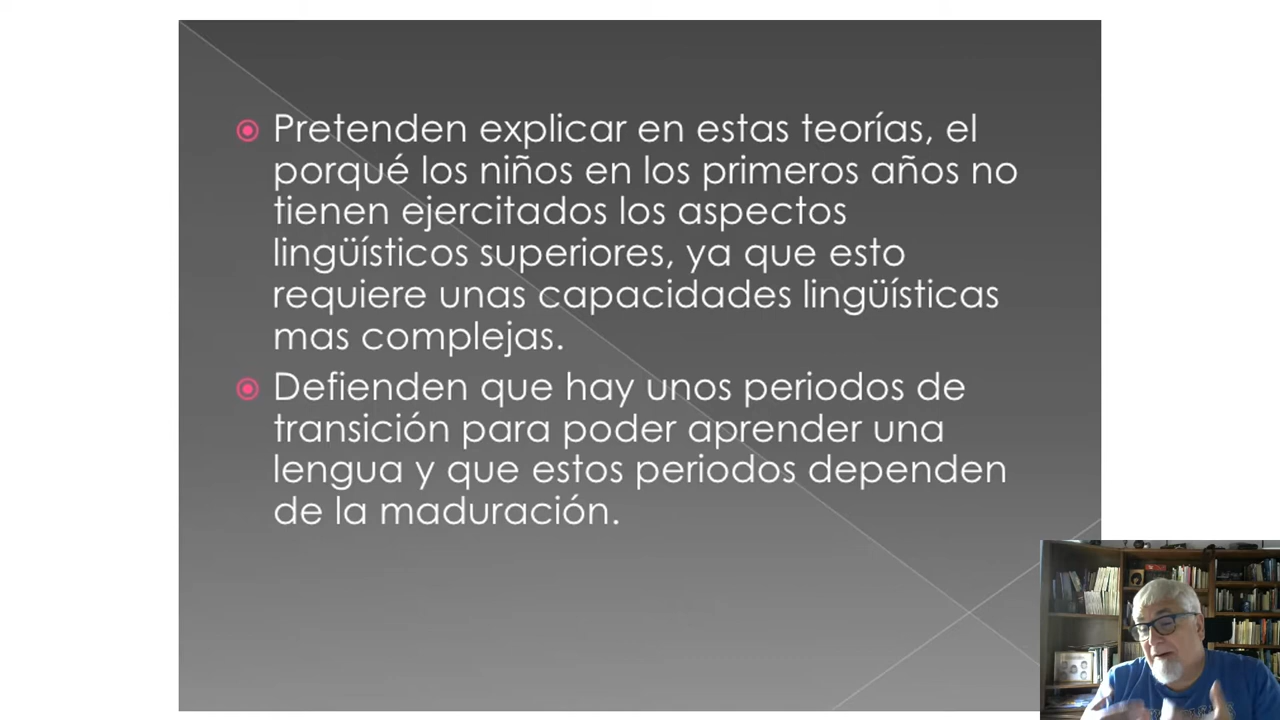 Pretenden explicar en estas teorías, el
porqué los niños en los primeros años no
tienen ejercitados los aspectos
lingüísticos superiores, ya que esto
requiere unas capacidades lingüísticas
mas complejas.
Defienden que hay unos periodos de
transición para poder aprender una
lengua y que estos periodos dependen
de la maduración.